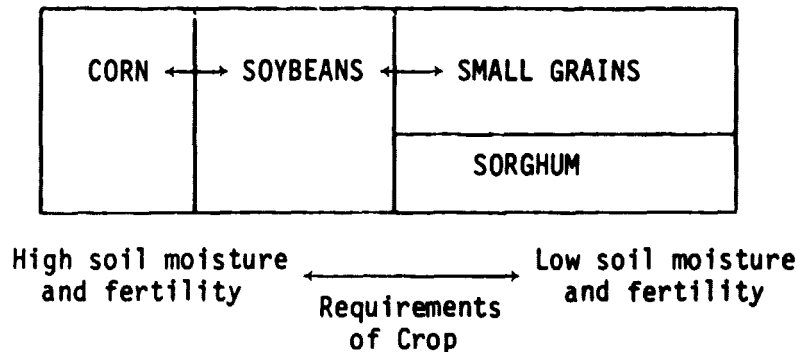 CORN ←→ SOYBEANS ←→ SMALL GRAINS
SORGHUM
High soil moisture
and fertility
Low soil moisture
and fertility
Requirements
of Crop